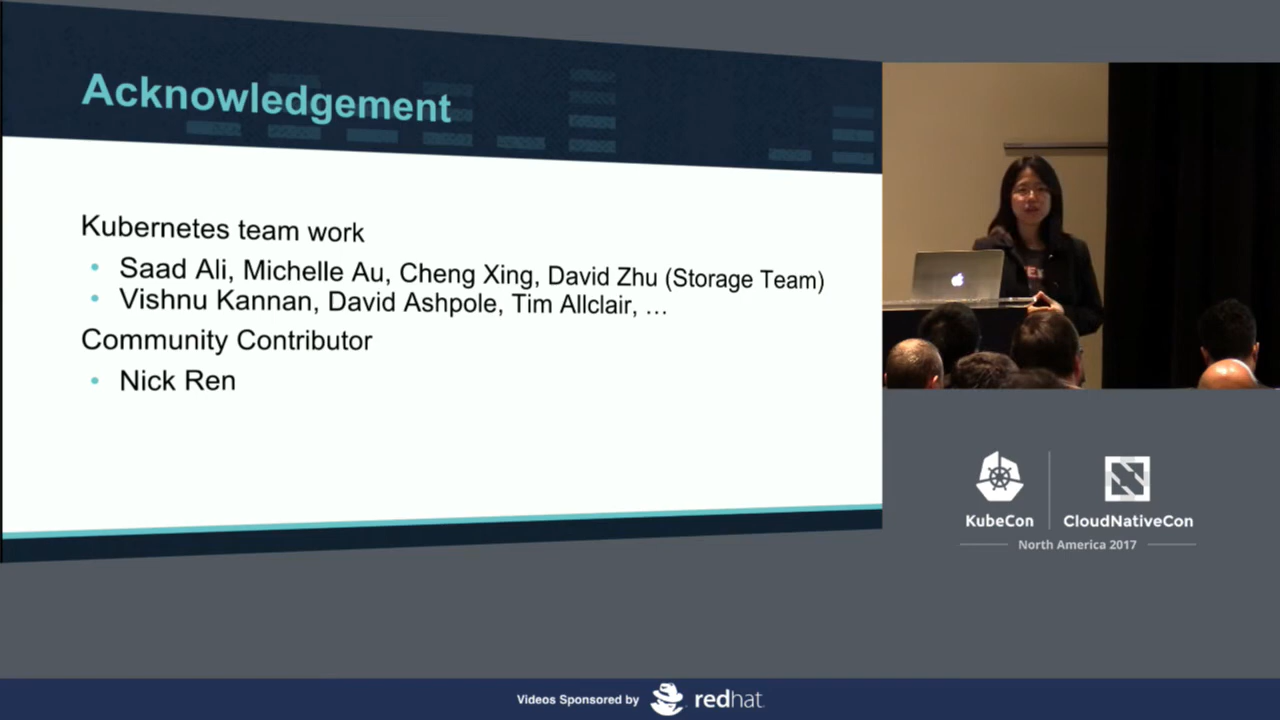 Acknowledgement
Kubernetes team work
• Saad Ali, Michelle Au, Cheng Xing, David Zhu (Storage Team)
• Vishnu Kannan, David Ashpole, Tim Allclair, …
Community Contributor
• Nick Ren
KubeCon
CloudNativeCon
North America 2017
Videos Sponsored by
redhat